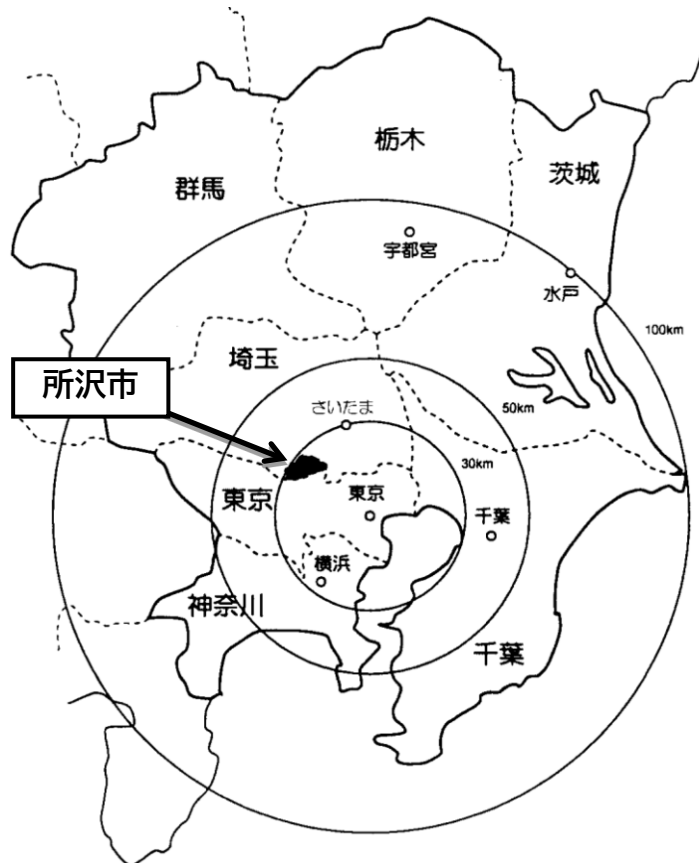 栃木
茨城
群馬
宇都宮
水戸
100km
埼玉
所沢市
50km
さいたま
30km
東京
東京
千葉
横浜
神奈川
千葉